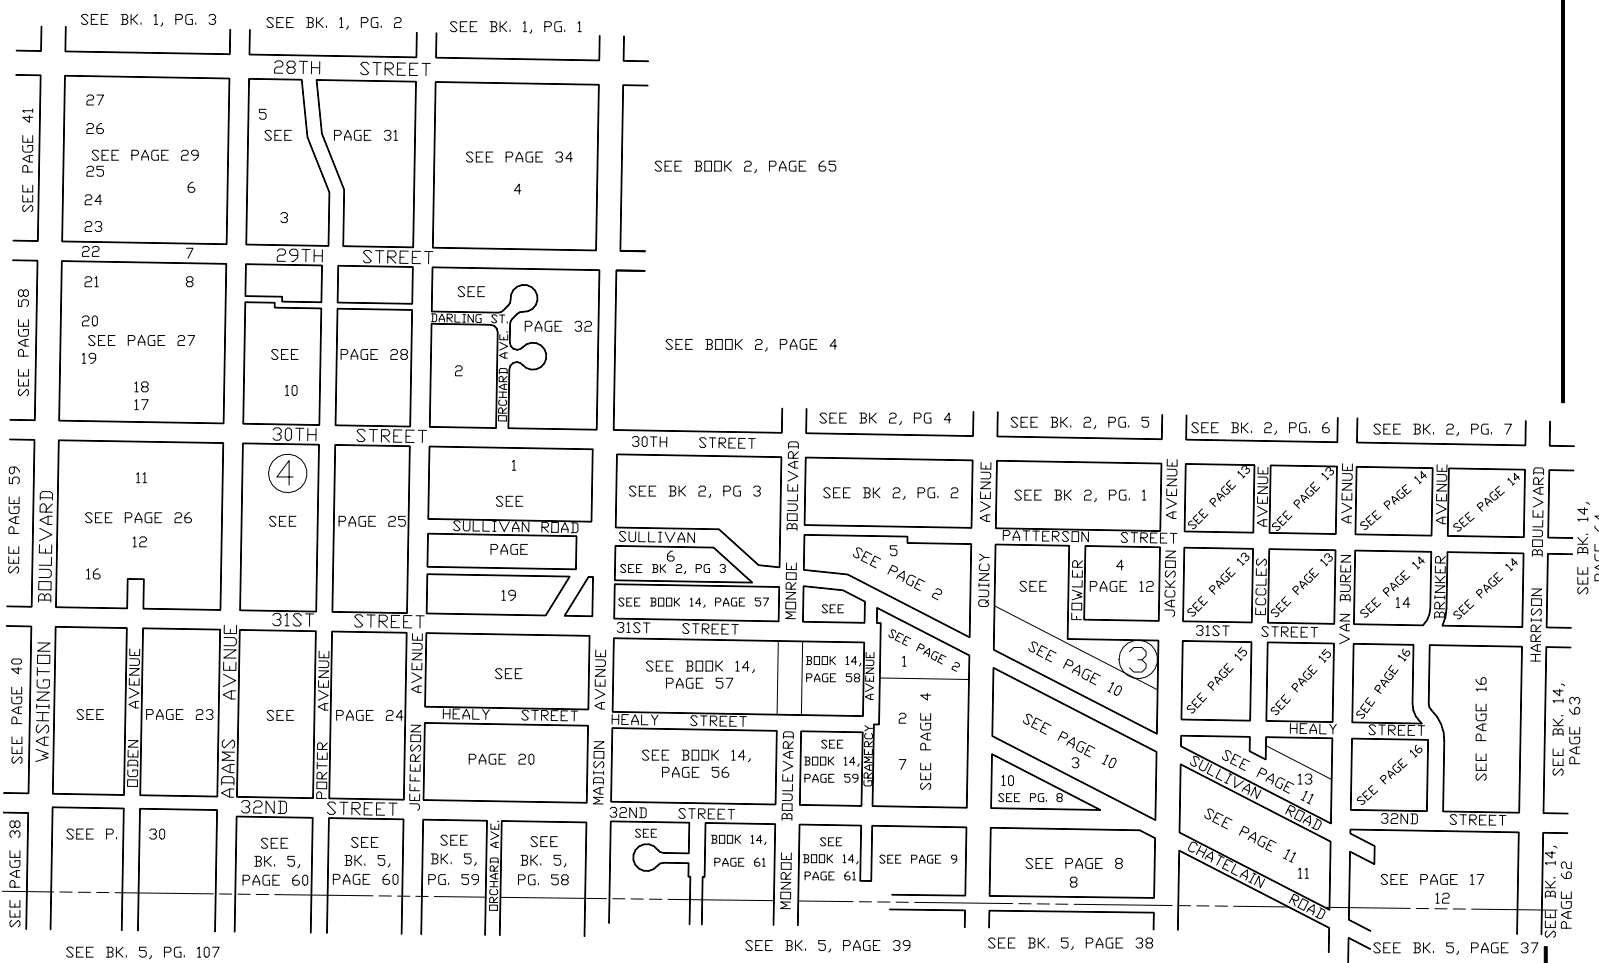 SEE BK. 1, PG. 3
SEE BK. 1, PG. 2
SEE BK. 1, PG. 1
28TH STREET
SEE PAGE 41
27
26
SEE PAGE 29
25
6
24
23
5
SEE
PAGE 31
3
SEE PAGE 34
4
SEE BOOK 2, PAGE 65
22
7
29TH STREET
SEE PAGE 58
21
8
20
SEE PAGE 27
19
18
17
SEE
10
PAGE 28
SEE
DARLING ST.
PAGE 32
2
ORCHARD AVE.
SEE BOOK 2, PAGE 4
SEE BK 2, PG 4
SEE BK. 2, PG. 5
SEE BK. 2, PG. 6
SEE BK. 2, PG. 7
30TH STREET
30TH STREET
SEE PAGE 59
BOULEVARD
11
SEE PAGE 26
12
16
4
SEE
PAGE 25
1
SEE
SULLIVAN ROAD
PAGE
19
SEE BK 2, PG 3
SULLIVAN
6
SEE BK 2, PG 3
SEE BOOK 14, PAGE 57
BOULEVARD
MONROE
SEE BK 2, PG. 2
5
SEE PAGE 2
SEE
AVENUE
QUINCY
SEE BK 2, PG. 1
PATTERSON STREET
SEE
FOWLER
4
PAGE 12
AVENUE
JACKSON
SEE PAGE 13
AVENUE
SEE PAGE 13
AVENUE
SEE PAGE 14
AVENUE
SEE PAGE 14
BOULEVARD
SEE PAGE 13
ECCLES
SEE PAGE 13
VAN BUREN
SEE PAGE 14
14
BRINKER
SEE PAGE 14
HARRISON
SEE BK. 14,
31ST STREET
31ST STREET
31ST STREET
SEE PAGE 40
WASHINGTON
SEE
OGDEN AVENUE
PAGE 23
ADAMS AVENUE
SEE
PORTER AVENUE
PAGE 24
JEFFERSON AVENUE
SEE
HEALY STREET
PAGE 20
MADISON AVENUE
SEE BOOK 14,
PAGE 57
BOOK 14,
PAGE 58
HEALY STREET
SEE BOOK 14,
PAGE 56
BOULEVARD
SEE
BOOK 14,
PAGE 59
GRAMERCY AVENUE
SEE PAGE 2
1
2
7
SEE PAGE 4
3
SEE PAGE 10
SEE PAGE 10
3
10
SEE PG. 8
SEE PAGE 15
SEE PAGE 15
SEE PAGE 16
SEE PAGE 16
HEALY STREET
SEE PAGE 11
13
SEE PAGE 16
SULLIVAN ROAD
SEE PAGE 11
11
CHATELAIN ROAD
SEE BK. 14,
PAGE 63
32ND STREET
32ND STREET
32ND STREET
SEE PAGE 38
SEE P.
30
SEE
BK. 5,
PAGE 60
SEE
BK. 5,
PAGE 60
SEE
BK. 5,
PG. 59
ORCHARD AVE.
SEE
BK. 5,
PG. 58
SEE
BOOK 14,
PAGE 61
MONROE
SEE
BOOK 14,
PAGE 61
SEE PAGE 9
SEE PAGE 8
8
SEE PAGE 17
12
SEE BK. 14,
PAGE 62
SEE BK. 5, PG. 107
SEE BK. 5, PAGE 39
SEE BK. 5, PAGE 38
SEE BK. 5, PAGE 37